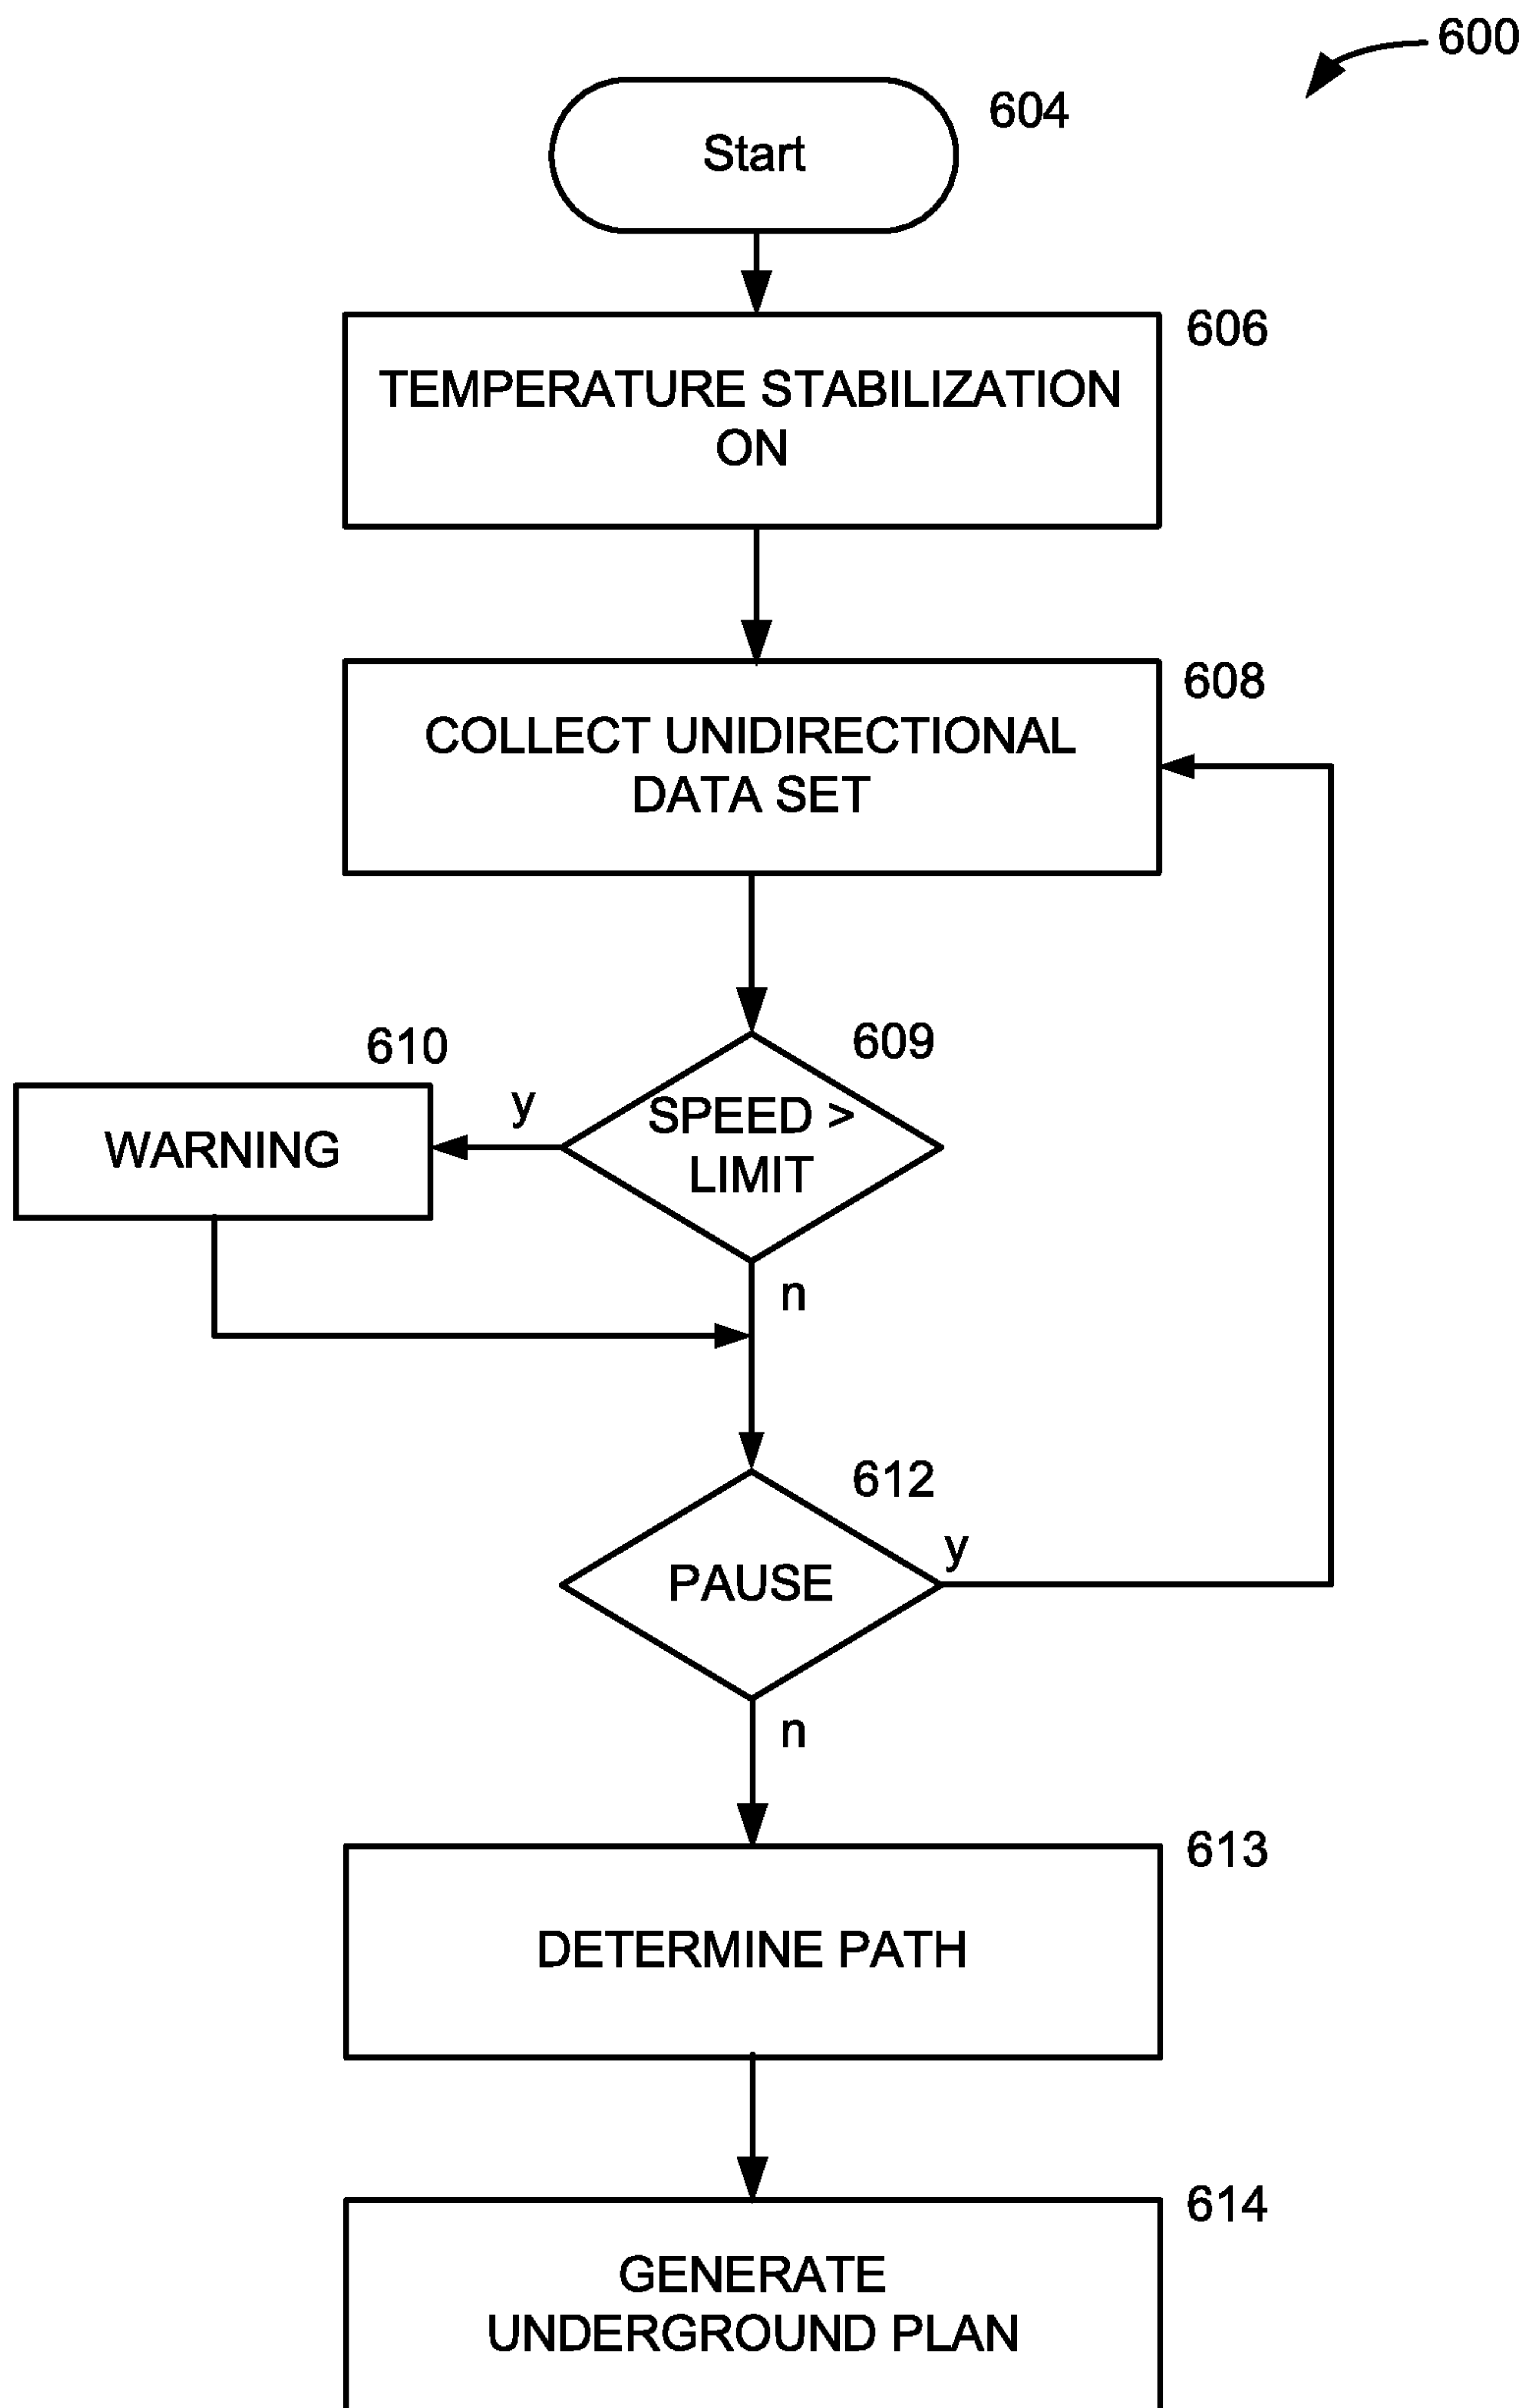 600
604
Start
606
TEMPERATURE STABILIZATION
ON
608
COLLECT UNIDIRECTIONAL
DATA SET
609
610
y
SPEED >
LIMIT
WARNING
n
612
y
PAUSE
n
613
DETERMINE PATH
614
GENERATE
UNDERGROUND PLAN